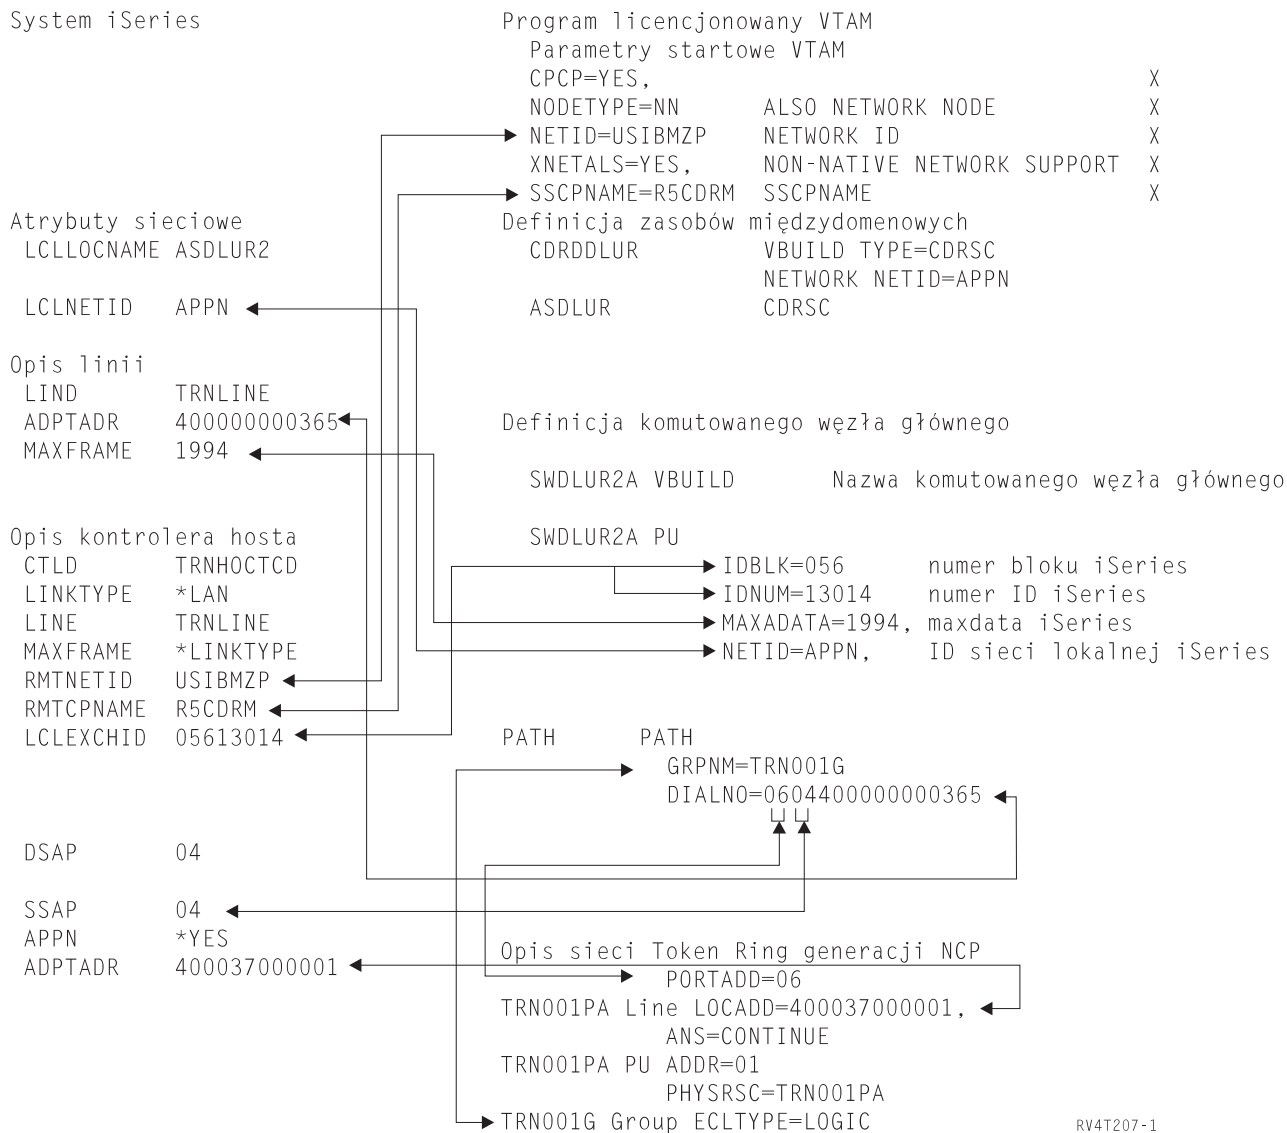 System iSeries Program licencjonowany VTAM
Parametry startowe VTAM
CPCP=YES, X
NODETYPE=NN ALSO NETWORK NODE X
NETID=USIBMZP NETWORK ID X
XNETALS=YES, NON-NATIVE NETWORK SUPPORT X
SSCPNAME=R5CDRM SSCPNAME X
Atrybuty sieciowe Definicja zasobów międzydomenowych
LCLLOCNAME ASDLUR2 CDRDDLUR VBUILD TYPE=CDRSC
NETWORK NETID=APPN
LCLNETID APPN ASDLUR CDRSC
Opis linii
LIND TRNLINE
ADPTADR 400000000365 Definicja komutowanego węzła głównego
MAXFRAME 1994
SWDLUR2A VBUILD Nazwa komutowanego węzła głównego
Opis kontrolera hosta SWDLUR2A PU
CTLD TRNHOCTCD IDBLK=056 numer bloku iSeries
LINKTYPE *LAN IDNUM=13014 numer ID iSeries
LINE TRNLINE MAXADATA=1994, maxdata iSeries
MAXFRAME *LINKTYPE NETID=APPN, ID sieci lokalnej iSeries
RMTNETID USIBMZP
RMTCPNAME R5CDRM
LCLEXCHID 05613014 PATH PATH
GRPNM=TRN001G
DIALNO=0604400000000365
DSAP 04
SSAP 04
APPN *YES Opis sieci Token Ring generacji NCP
ADPTADR 400037000001 PORTADD=06
TRN001PA Line LOCADD=400037000001,
ANS=CONTINUE
TRN001PA PU ADDR=01
PHYSRSC=TRN001PA
TRN001G Group ECLTYPE=LOGIC RV4T207-1